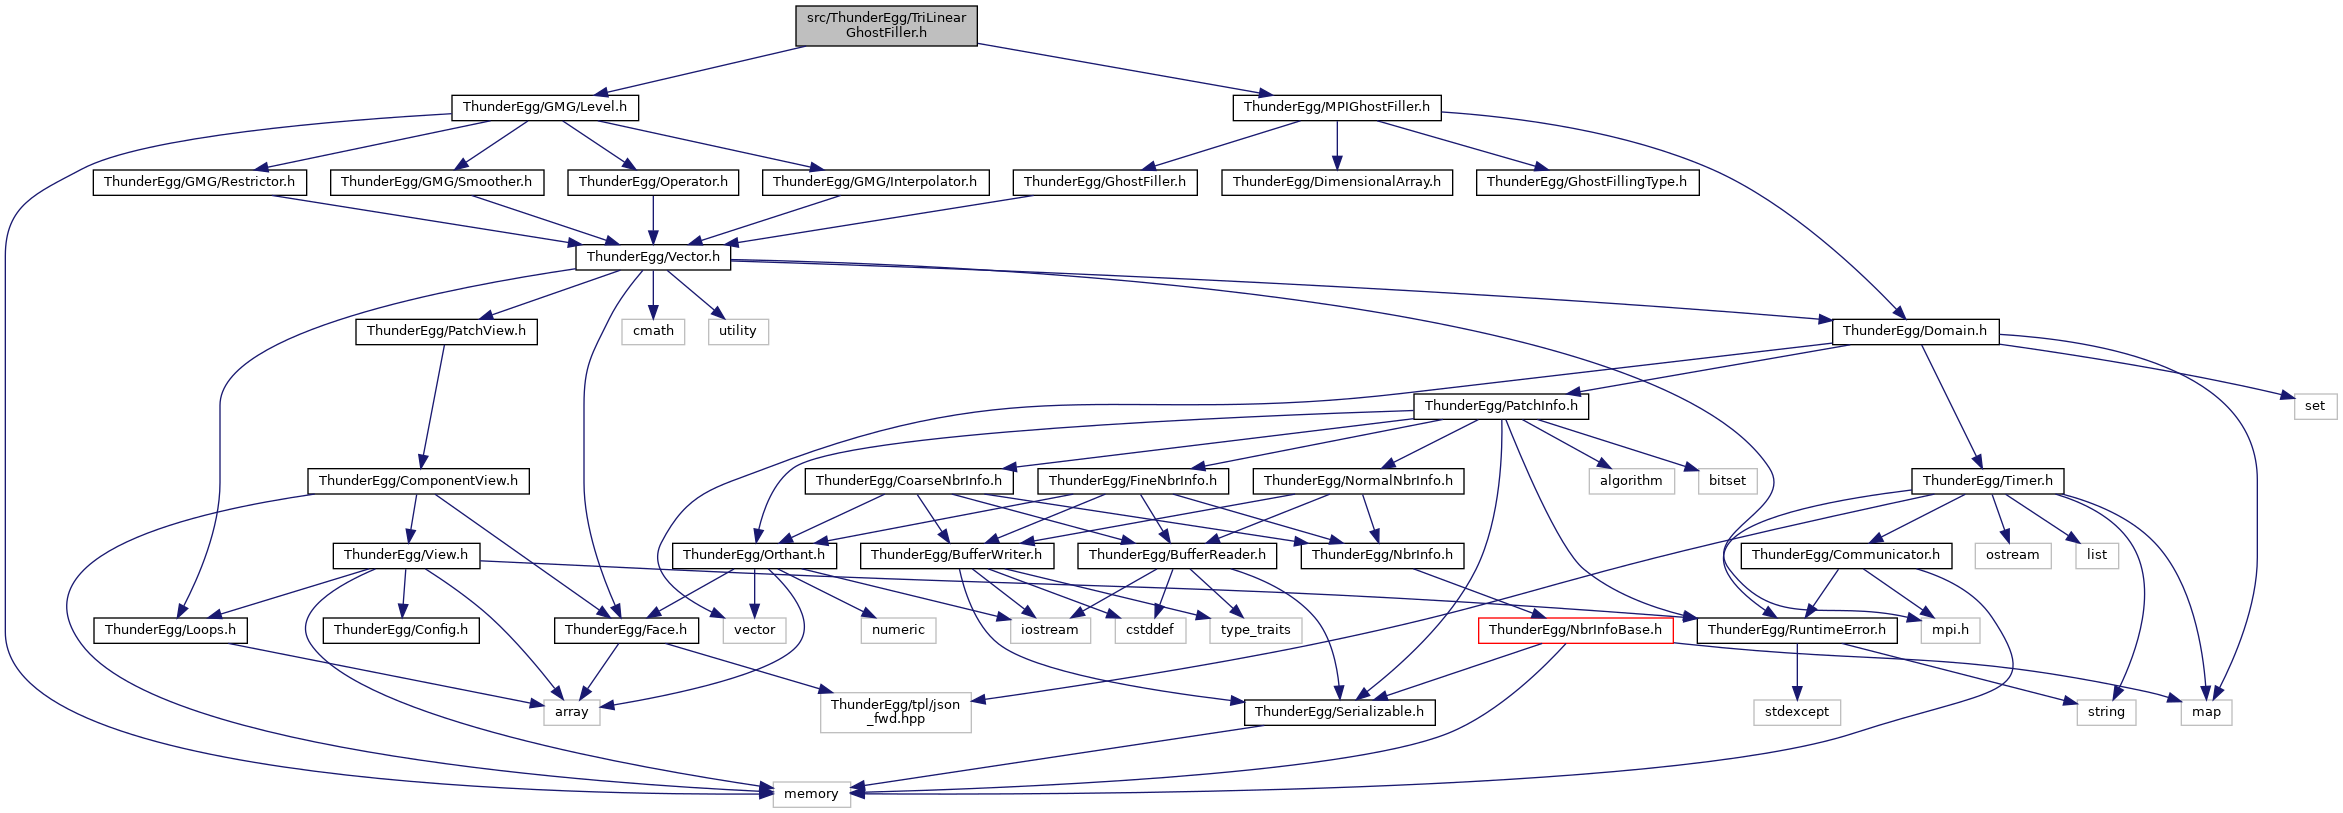 src/ThunderEgg/TriLinear
GhostFiller.h
ThunderEgg/GMG/Level.h
ThunderEgg/MPIGhostFiller.h
ThunderEgg/GMG/Restrictor.h
ThunderEgg/GMG/Smoother.h
ThunderEgg/Operator.h
ThunderEgg/GMG/Interpolator.h
ThunderEgg/GhostFiller.h
ThunderEgg/DimensionalArray.h
ThunderEgg/GhostFillingType.h
ThunderEgg/Vector.h
ThunderEgg/PatchView.h
cmath
utility
ThunderEgg/Domain.h
ThunderEgg/PatchInfo.h
set
ThunderEgg/ComponentView.h
ThunderEgg/CoarseNbrInfo.h
ThunderEgg/FineNbrInfo.h
ThunderEgg/NormalNbrInfo.h
algorithm
bitset
ThunderEgg/Timer.h
ThunderEgg/View.h
ThunderEgg/Orthant.h
ThunderEgg/BufferWriter.h
ThunderEgg/BufferReader.h
ThunderEgg/NbrInfo.h
ThunderEgg/Communicator.h
ostream
list
ThunderEgg/Loops.h
ThunderEgg/Config.h
ThunderEgg/Face.h
vector
numeric
iostream
cstddef
type_traits
ThunderEgg/NbrInfoBase.h
ThunderEgg/RuntimeError.h
mpi.h
array
ThunderEgg/tpl/json
_fwd.hpp
ThunderEgg/Serializable.h
stdexcept
string
map
memory